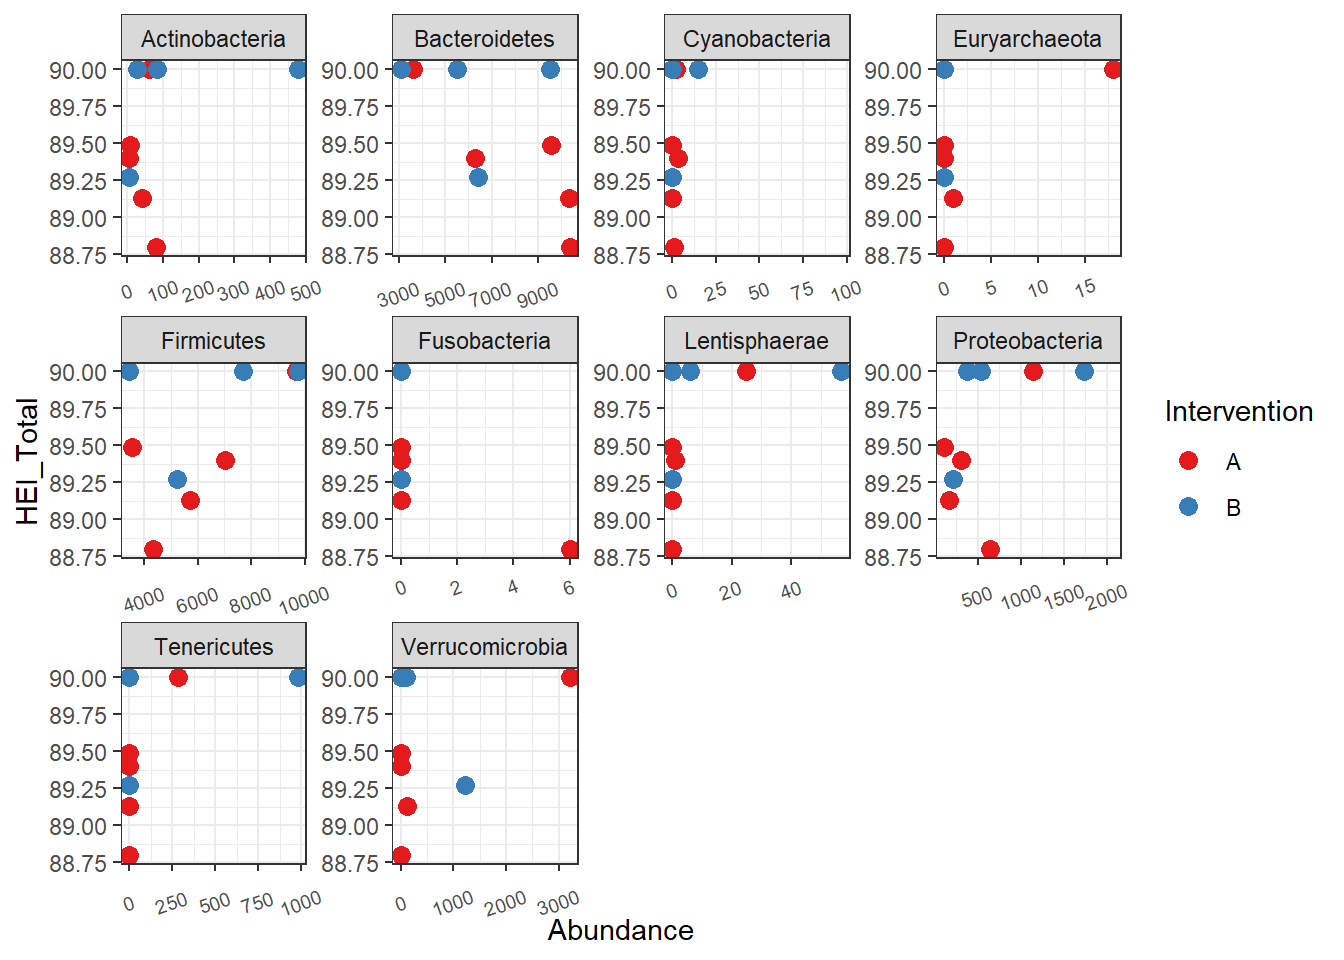 Actinobacteria Bacteroidetes Cyanobacteria Euryarchaeota
90.00 90.00 90.00 90.00
89.75 89.75 89.75 89.75
89.50 89.50 89.50 89.50
89.25 89.25 89.25 89.25
89.00 89.00 89.00 89.00
88.75 88.75 88.75 88.75
0 100 200 300 400 500 3000 5000 7000 9000 0 25 50 75 100 0 5 10 15
Firmicutes Fusobacteria Lentisphaerae Proteobacteria
90.00 90.00 90.00 90.00
89.75 89.75 89.75 89.75
89.50 89.50 89.50 89.50
89.25 89.25 89.25 89.25
89.00 89.00 89.00 89.00
88.75 88.75 88.75 88.75
4000 6000 8000 10000 0 2 4 6 0 20 40 500 1000 1500 2000
Tenericutes Verrucomicrobia
90.00 90.00
89.75 89.75
89.50 89.50
89.25 89.25
89.00 89.00
88.75 88.75
0 250 500 750 1000 0 1000 2000 3000
HEI_Total
Abundance
Intervention
A
B